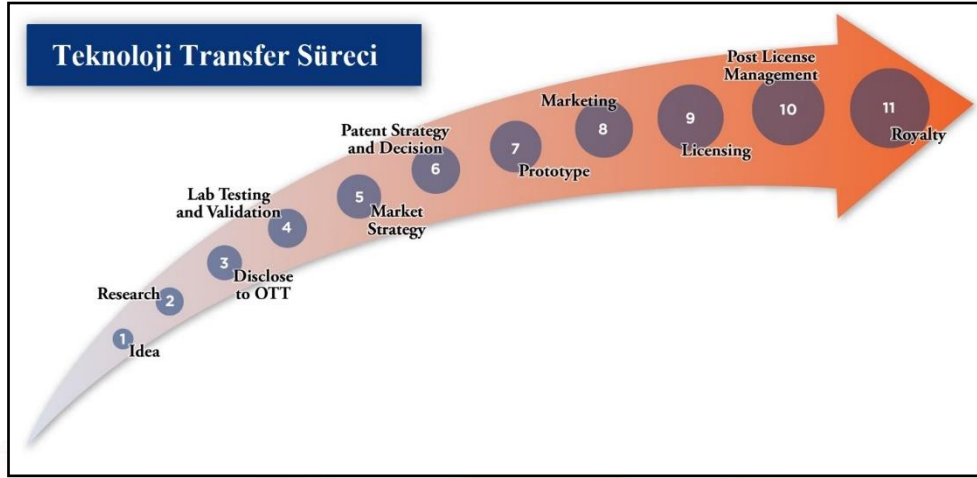 Teknoloji Transfer Süreci
1
Idea
Research
2
3
Disclose
to OTT
Lab Testing
and Validation
4
5
Market
Strategy
Patent Strategy
and Decision
6
7
Prototype
Marketing
8
9
Licensing
Post License
Management
10
11
Royalty